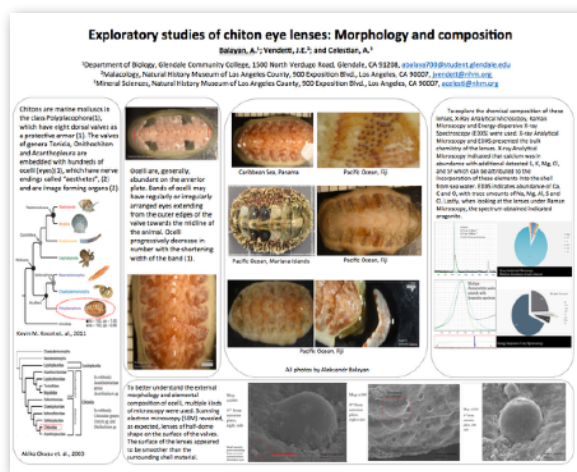 Exploratory studies of chiton eye lenses: Morphology and composition
Balayan, A.¹; Vendetti, J.E.²; and Celestian, A.³
¹Department of Biology, Glendale Community College, 1500 North Verdugo Road, Glendale, CA 91208,
²Malacology, Natural History Museum of Los Angeles County, 900 Exposition Blvd., Los Angeles, CA 90007, jvendetti@nhm.org
³Mineral Sciences, Natural History Museum of Los Angeles County, 900 Exposition Blvd., Los Angeles, CA 90007, acelesti@nhm.org
Chitons are marine mollusks in
the class Polyplacophora(1),
which have eight dorsal valves as
a protective armor (1). The valves
of genera Tonicia, Onithochiton
and Acanthopleura are
embedded with hundreds of
ocelli (eyes)(1), which have nerve
endings called "aesthetes", (2)
and are image forming organs (3).
Kevin M. Kocot et. al., 2011
Akiko Okusu et. al., 2003
Ocelli are, generally,
abundant on the anterior
plate. Bands of ocelli may
have regularly or irregularly
arranged eyes extending
from the outer edges of the
valve towards the midline of
the animal. Ocelli
progressively decrease in
number with the shortening
width of the band (1).
Caribbean Sea, Panama
Pacific Ocean, Fiji
Pacific Ocean, Mariana Islands
Pacific Ocean, Fiji
Pacific Ocean, Fiji
All photos by Aleksandr Balayan
To explore the chemical composition of these
lenses, X-Ray Analytical Microscopy, Raman
Microscopy and Energy-dispersive X-ray
Spectroscopy (EDXS) were used. X-ray Analytical
Microscopy and EDXS presented the bulk
chemistry of the lenses. X-ray Analytical
Microscopy indicated that calcium was in
abundance with additional detected S, K, Mg, Cl,
and Sr which can be attributed to the
incorporation of these elements into the shell
from sea water. EDXS indicates abundance of Ca,
C and O, with trace amounts of Na, Mg, Al, S and
Cl. Lastly, when looking at the lenses under Raman
Microscopy, the spectrum obtained indicated
aragonite.
To better understand the external
morphology and elemental
composition of ocelli, multiple kinds
of microscopy were used. Scanning
electron microscopy (SEM) revealed,
as expected, lenses of half-dome
shape on the surface of the valves.
The surface of the lenses appeared
to be smoother than the
surrounding shell material.